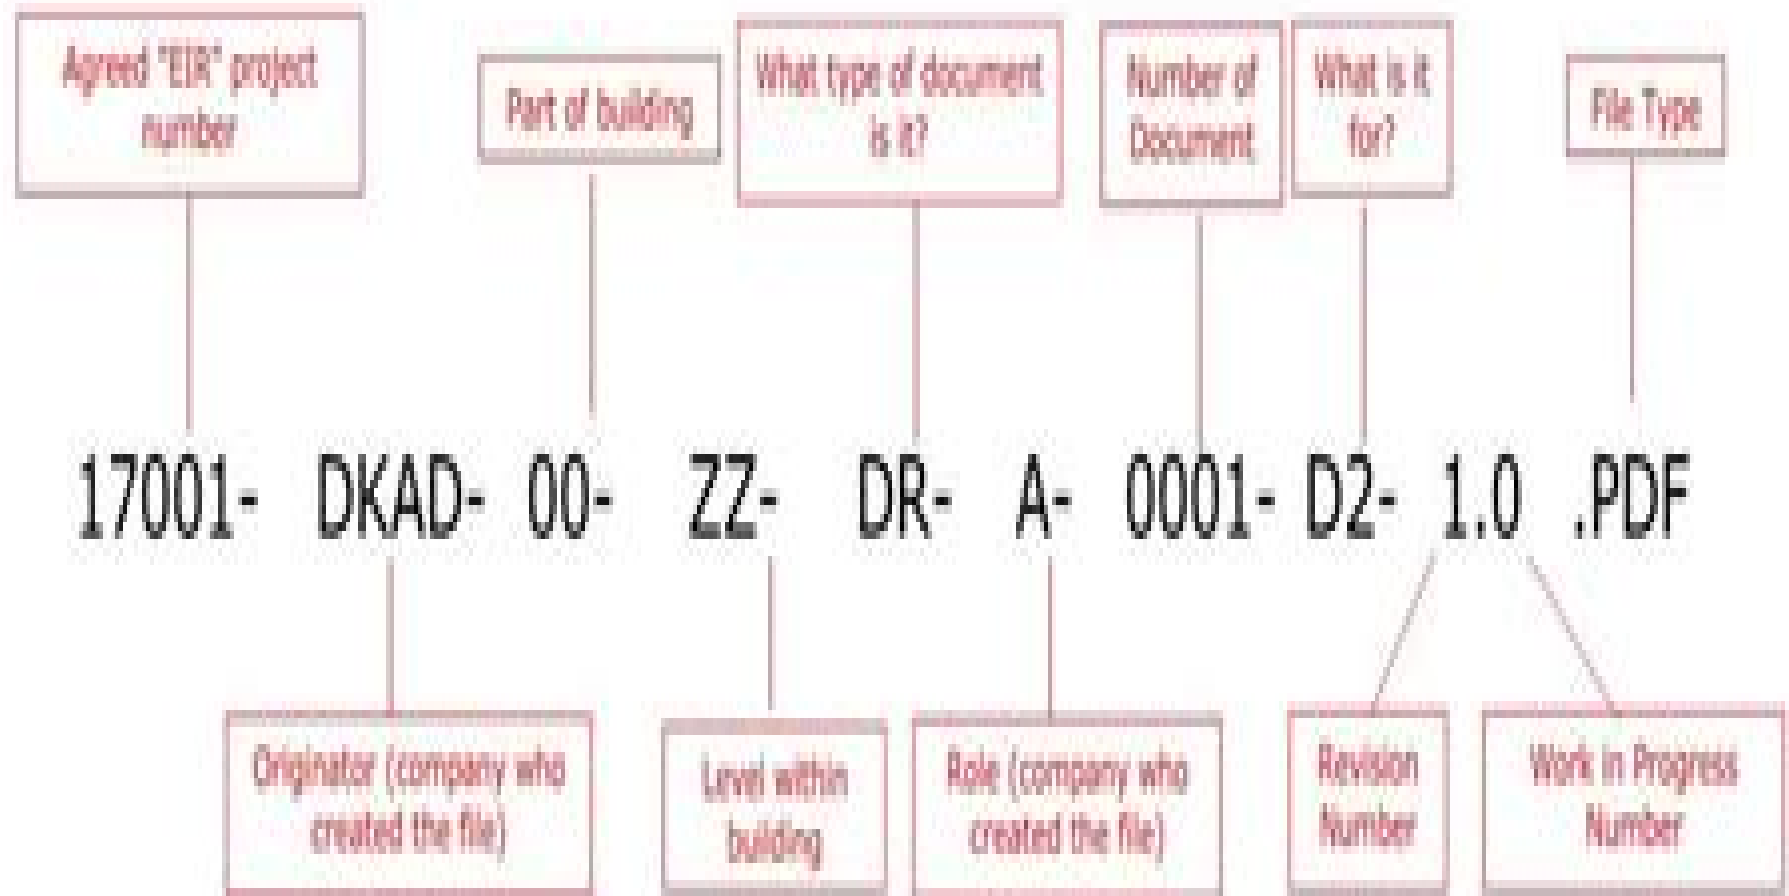 Agreed "EIR" project
number
Part of building
What type of document
is it?
Number of
Document
What is it
for?
File Type
17001- DKAD- 00- ZZ- DR- A- 0001- D2- 1.0 .PDF
Originator (company who
created the file)
Level within
building
Role (company who
created the file)
Revision
Number
Work in Progress
Number